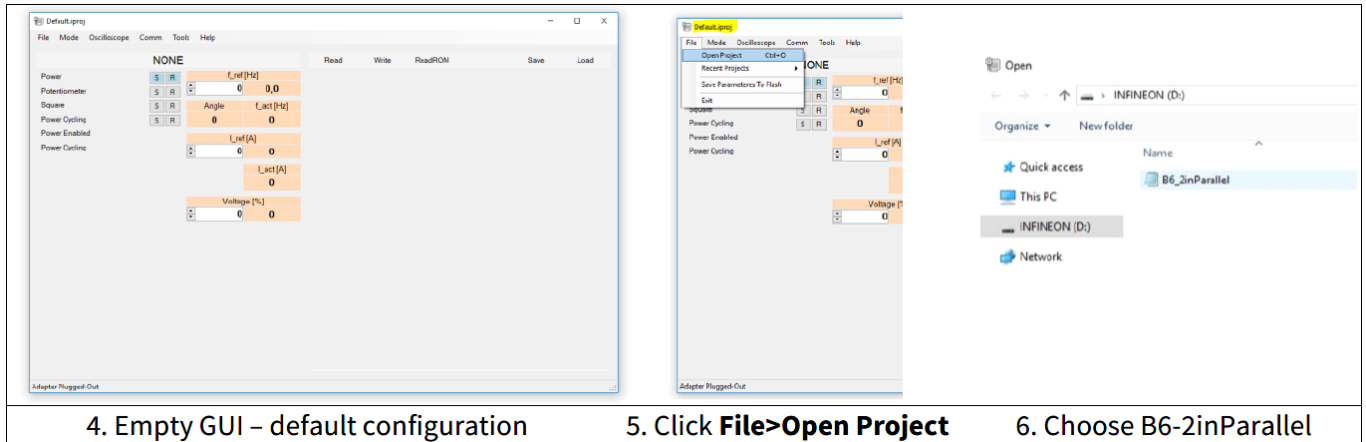 Default.iproj
File Mode Oscilloscope Comm Tools Help
NONE
Read Write ReadRON Save Load
Power S R f_ref [Hz]
Potentiometer S R 0 0,0
Square S R Angle f_act [Hz]
Power Cycling S R 0 0
Power Enabled
Power Cycling
I_ref [A]
0 0
I_act [A]
0
Voltage [%]
0 0
Adapter Plugged-Out
4. Empty GUI – default configuration
Default.iproj
File Mode Oscilloscope Comm Tools Help
Open Project Ctrl+O
Recent Projects
Save Parameteres To Flash
Exit
R f_ref [Hz]
R 0
Square S R Angle f
Power Cycling S R 0
Power Enabled
Power Cycling
I_ref [A]
0
Voltage [%
0
Adapter Plugged-Out
5. Click File>Open Project
Open
INFINEON (D:)
Organize New folder
Name
Quick access
B6_2inParallel
This PC
INFINEON (D:)
Network
6. Choose B6-2inParallel